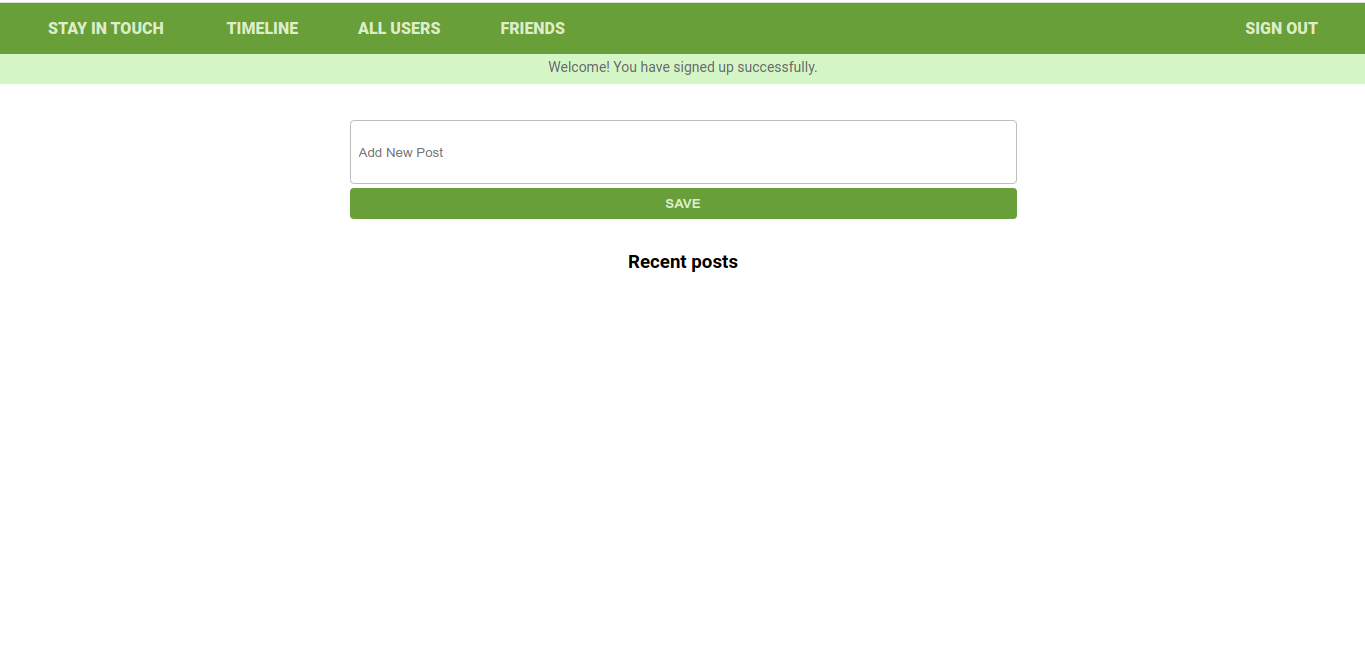 STAY IN TOUCH TIMELINE ALL USERS FRIENDS SIGN OUT
Welcome! You have signed up successfully.
Add New Post
SAVE
Recent posts